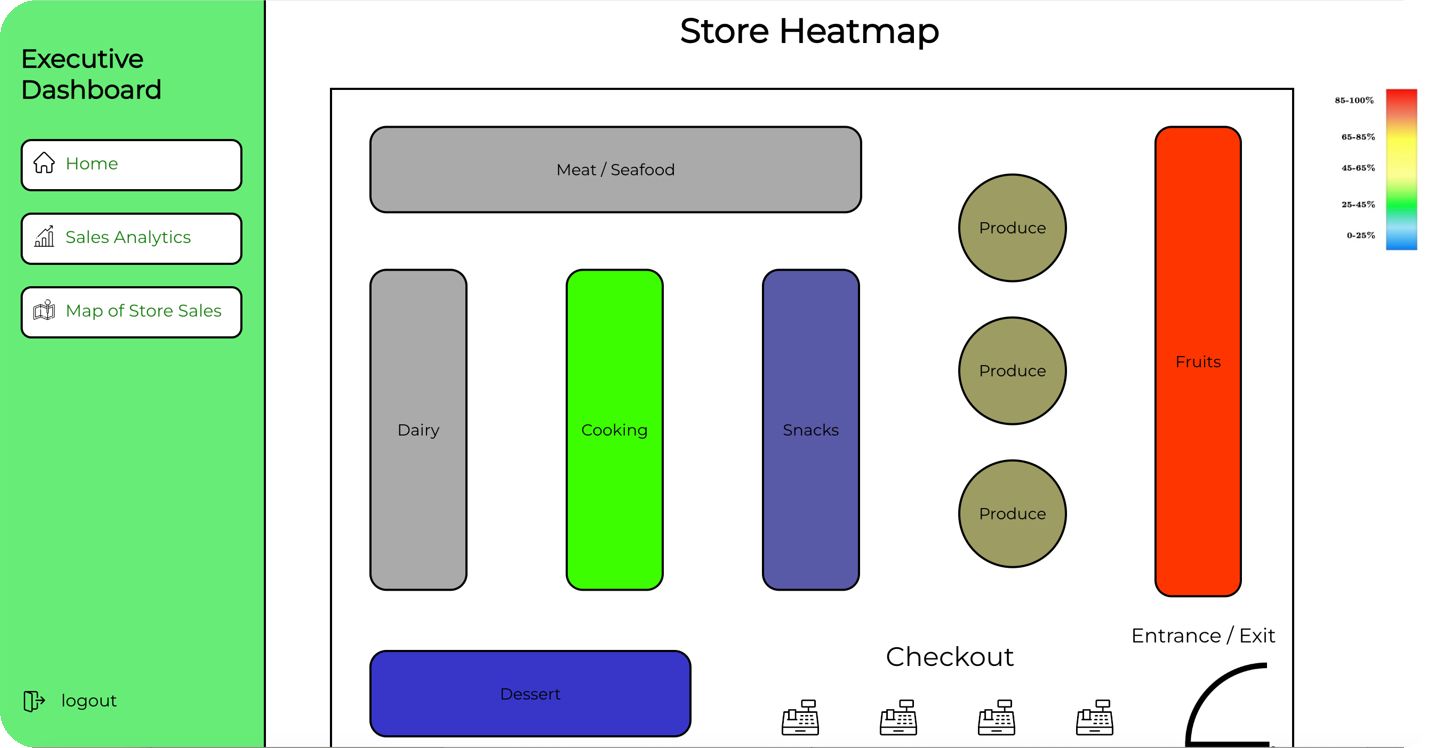 Executive
Dashboard
Home
Sales Analytics
Map of Store Sales
logout
Store Heatmap
Meat / Seafood
Dairy
Cooking
Snacks
Produce
Produce
Produce
Fruits
Dessert
Checkout
Entrance / Exit
85-100%
65-85%
45-65%
25-45%
0-25%